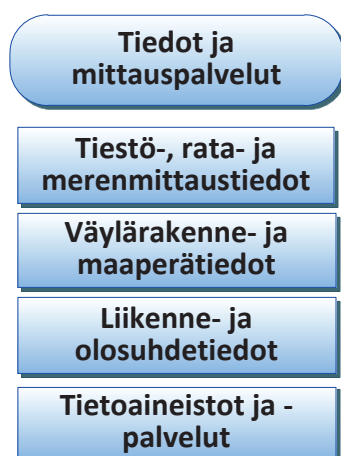 Tiedot ja
mittauspalvelut
Tiestö-, rata- ja
merenmittaustiedot
Väylärakenne- ja
maaperätiedot
Liikenne- ja
olosuhdetiedot
Tietoaineistot ja -
palvelut